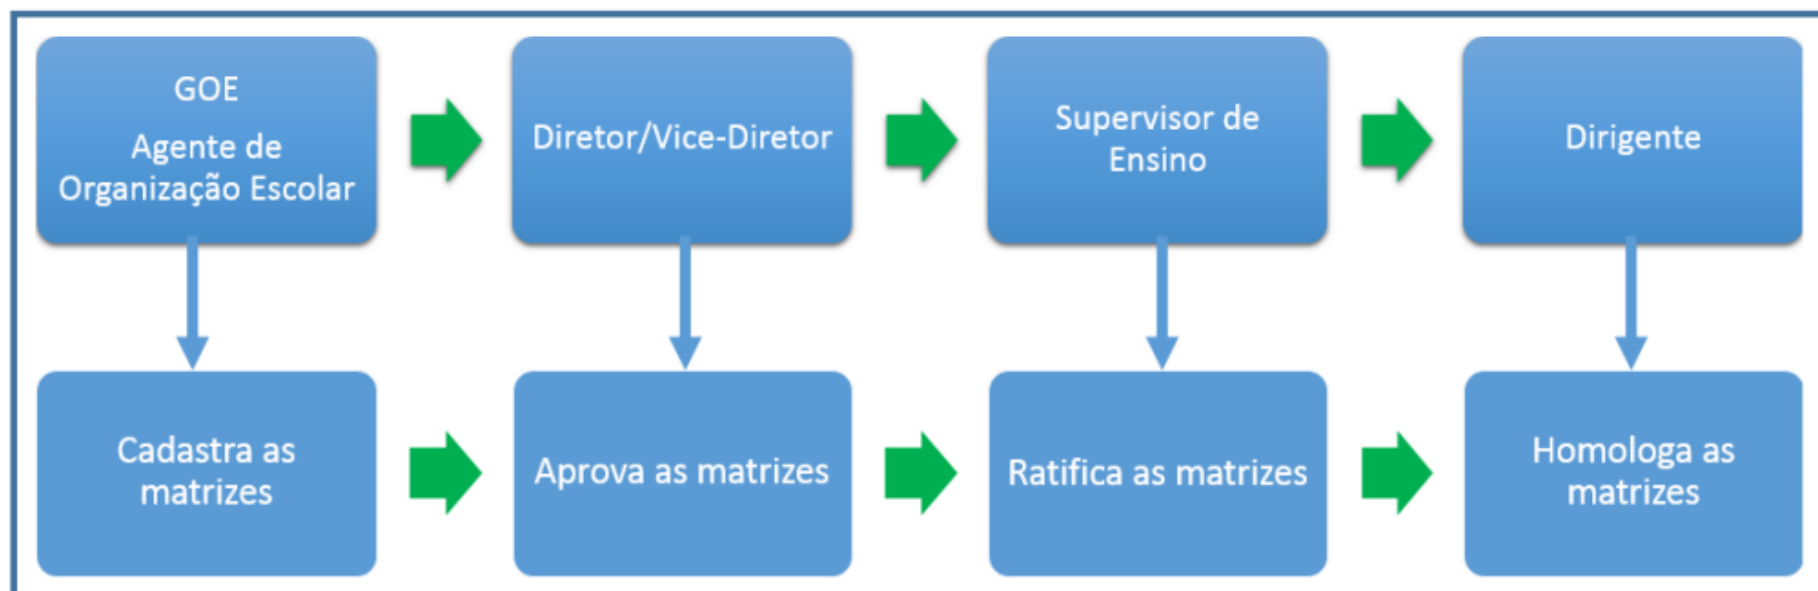 GOE
Agente de
Organização Escolar
Diretor/Vice-Diretor
Supervisor de
Ensino
Dirigente
Cadastra as
matrizes
Aprova as matrizes
Ratifica as matrizes
Homologa as
matrizes